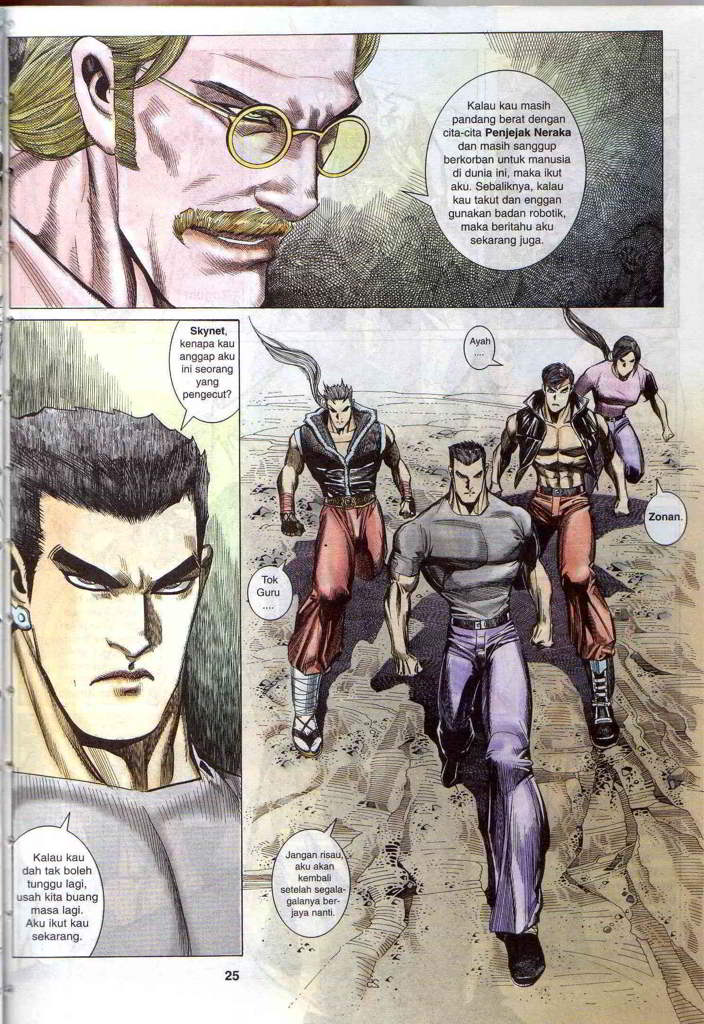 Kalau kau masih
pandang berat dengan
cita-cita Penjejak Neraka
dan masih sanggup
berkorban untuk manusia
di dunia ini, maka ikut
aku. Sebaliknya, kalau
kau takut dan enggan
gunakan badan robotik,
maka beritahu aku
sekarang juga.
Skynet,
kenapa kau
anggap aku
ini seorang
yang
pengecut?
Kalau kau
dah tak boleh
tunggu lagi,
usah kita buang
masa lagi.
Aku ikut kau
sekarang.
Ayah
....
Zonan.
Tok
Guru
....
Jangan risau,
aku akan
kembali
setelah segala-
galanya ber-
jaya nanti.
25